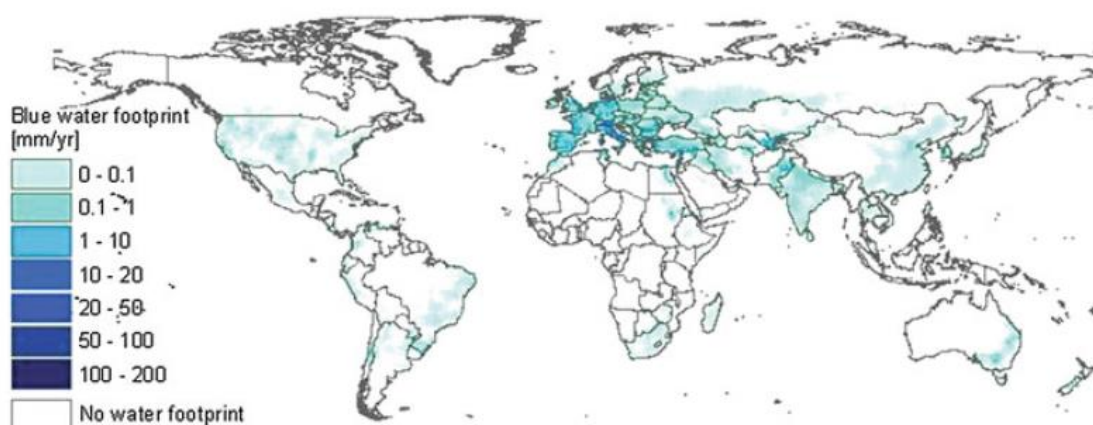 Blue water footprint
[mm/yr]
0 - 0.1
0.1 - 1
1 - 10
10 - 20
20 - 50
50 - 100
100 - 200
No water footprint